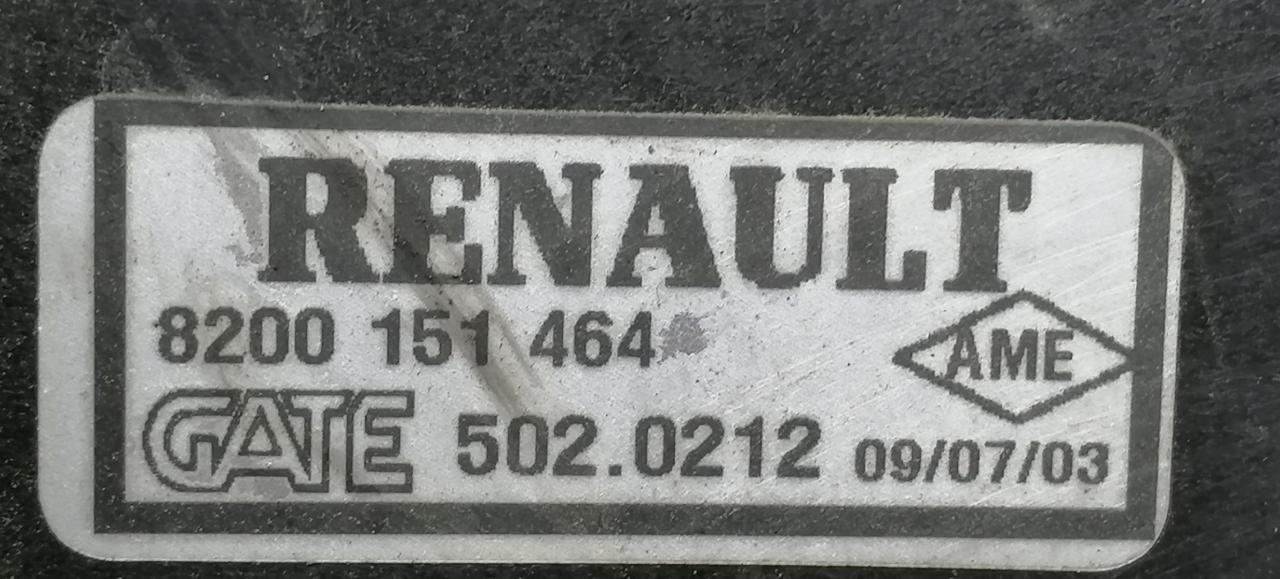 RENAULT
8200 151 464
AME
GATE 502.0212 09/07/03